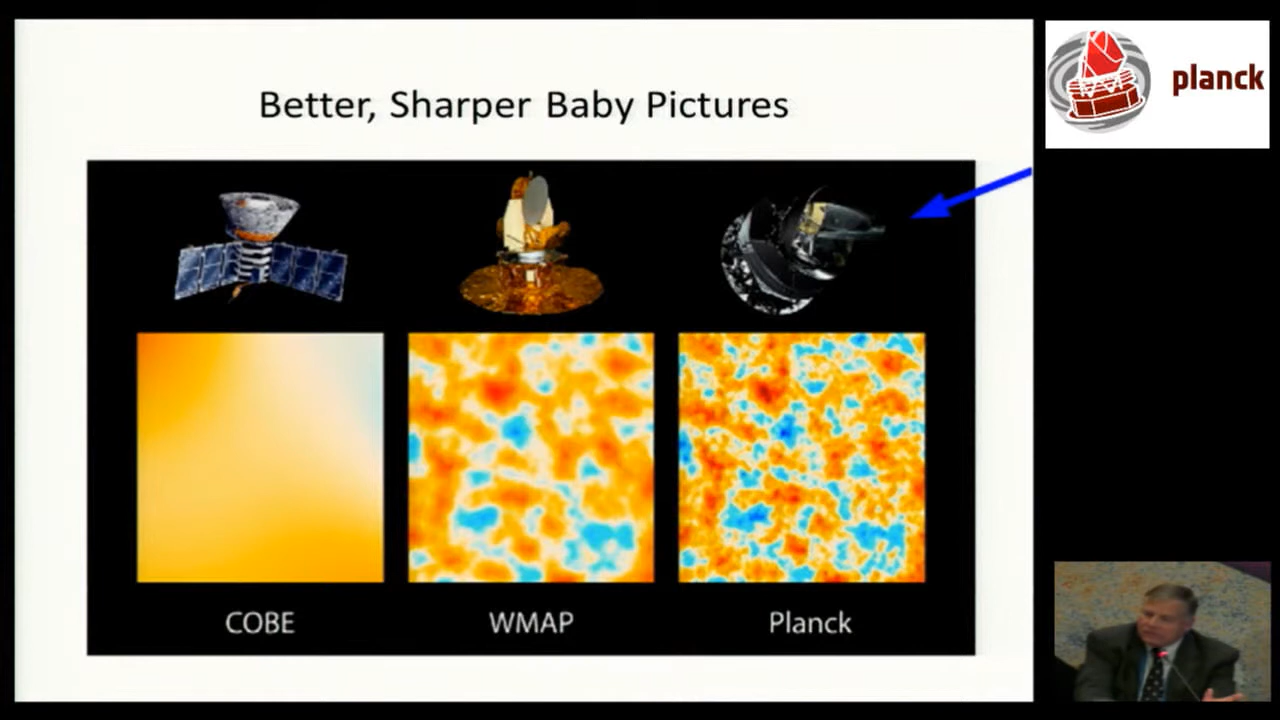 Better, Sharper Baby Pictures
planck
COBE
WMAP
Planck